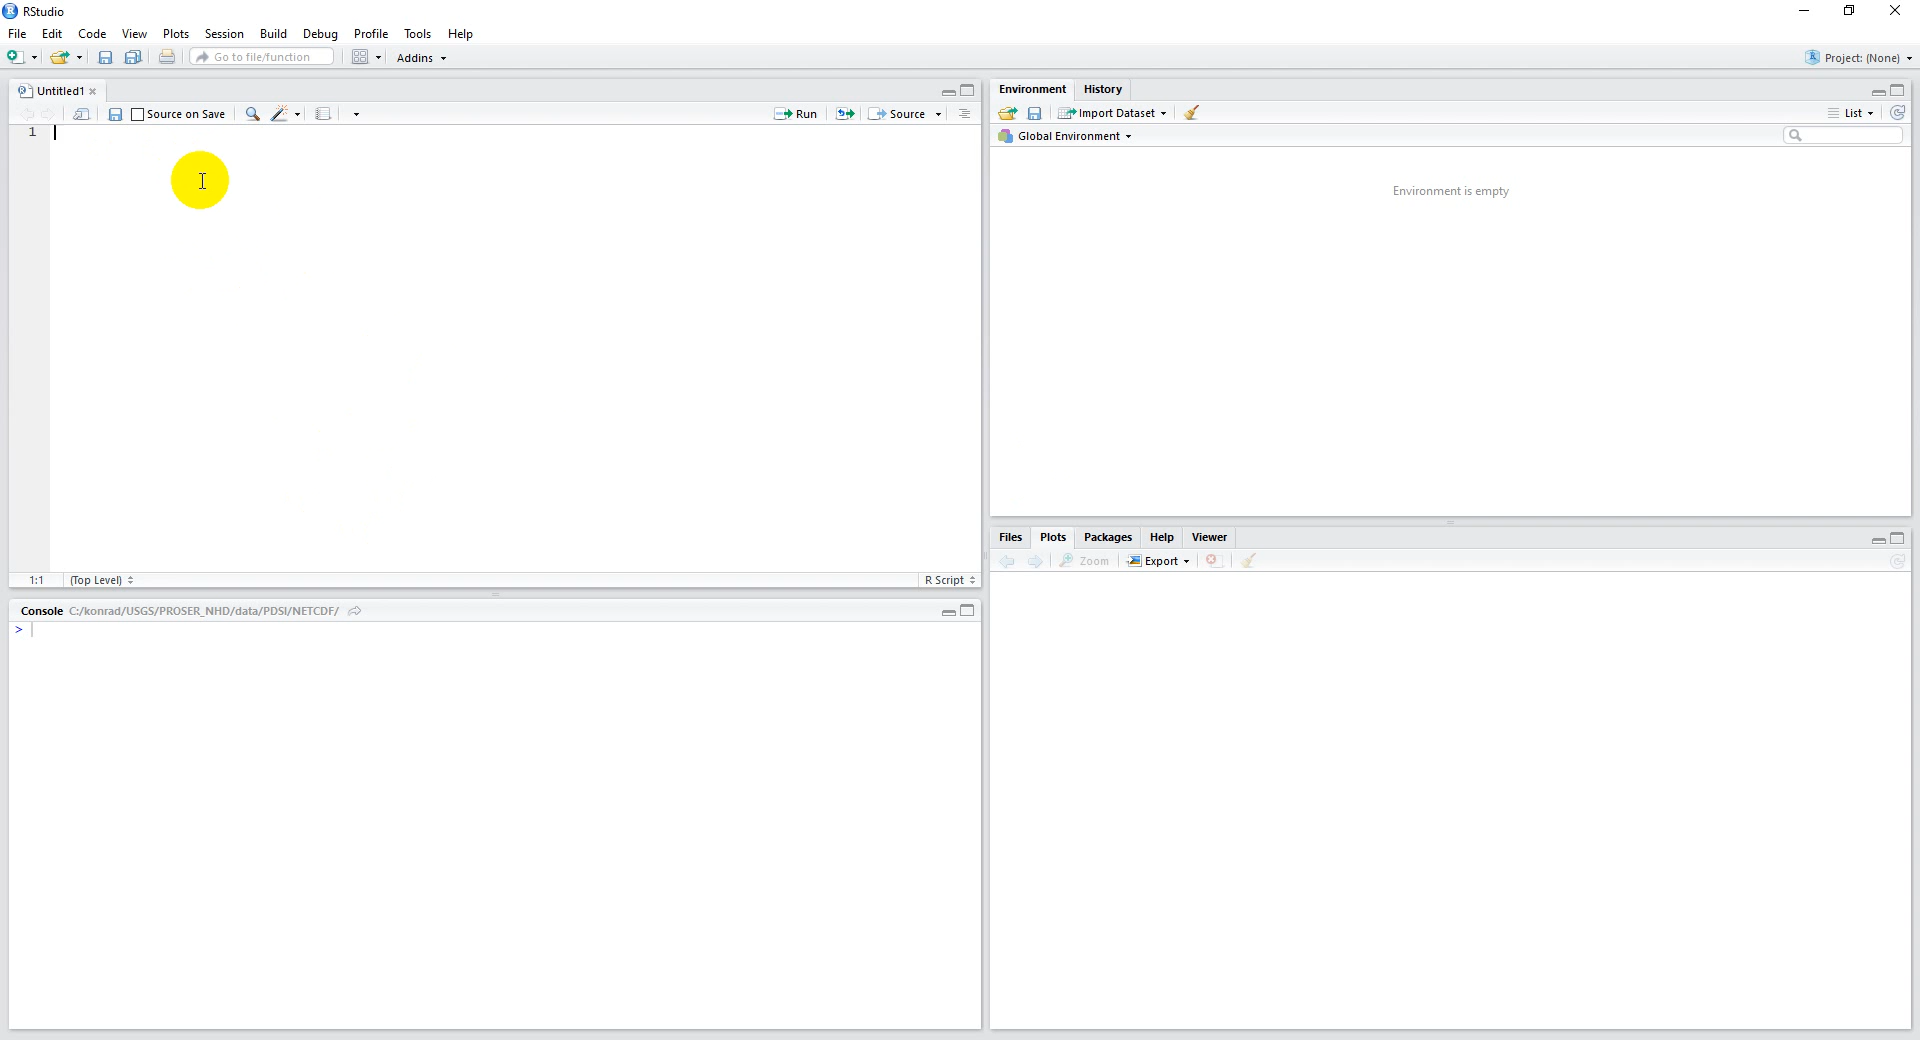 RStudio
File Edit Code View Plots Session Build Debug Profile Tools Help
Go to file/function Addins Project: (None)
Untitled1
Source on Save Run Source
1
1:1 (Top Level) R Script
Console C:/konrad/USGS/PROSER_NHD/data/PDSI/NETCDF/
>
Environment History
Import Dataset List
Global Environment
Environment is empty
Files Plots Packages Help Viewer
Zoom Export